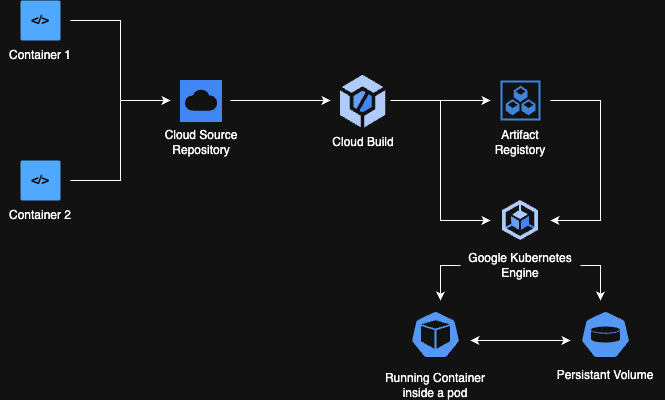 </>
Container 1
Cloud Source
Repository
Cloud Build
Artifact
Registory
</>
Container 2
Google Kubernetes
Engine
Running Container
inside a pod
Persistant Volume